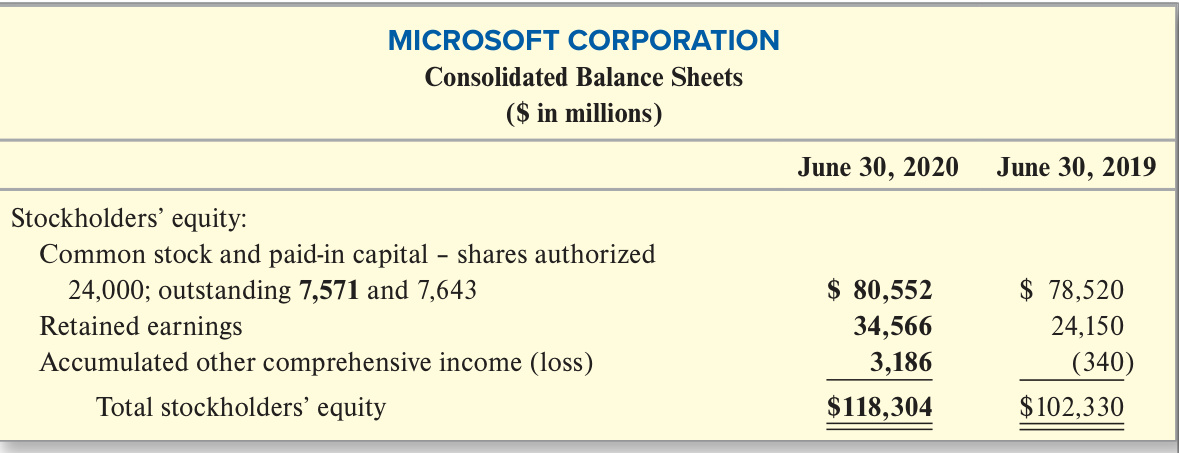 MICROSOFT CORPORATION
Consolidated Balance Sheets
($ in millions)
June 30, 2020 June 30, 2019
Stockholders’ equity:
Common stock and paid-in capital – shares authorized
24,000; outstanding 7,571 and 7,643 $ 80,552 $ 78,520
Retained earnings 34,566 24,150
Accumulated other comprehensive income (loss) 3,186 (340)
Total stockholders’ equity $118,304 $102,330